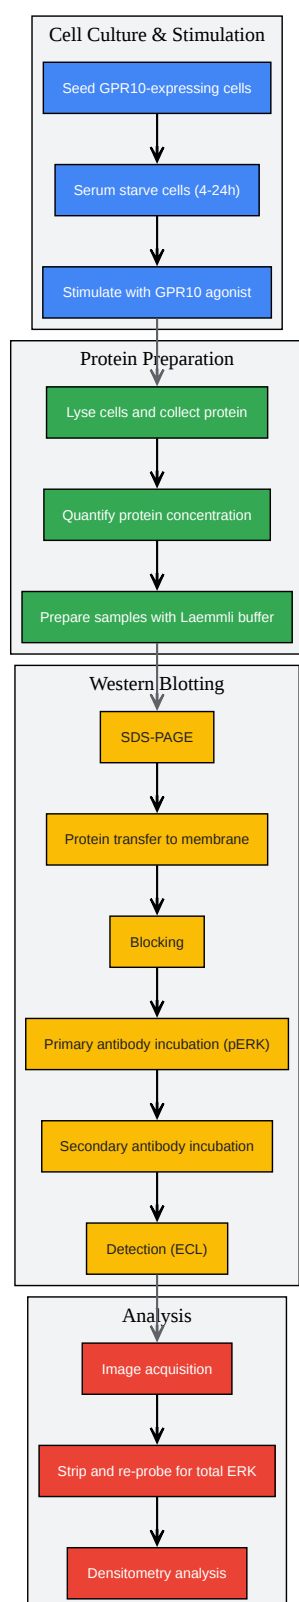 Cell Culture & Stimulation
Seed GPR10-expressing cells
Serum starve cells (4-24h)
Stimulate with GPR10 agonist
Protein Preparation
Lyse cells and collect protein
Quantify protein concentration
Prepare samples with Laemmli buffer
Western Blotting
SDS-PAGE
Protein transfer to membrane
Blocking
Primary antibody incubation (pERK)
Secondary antibody incubation
Detection (ECL)
Analysis
Image acquisition
Strip and re-probe for total ERK
Densitometry analysis